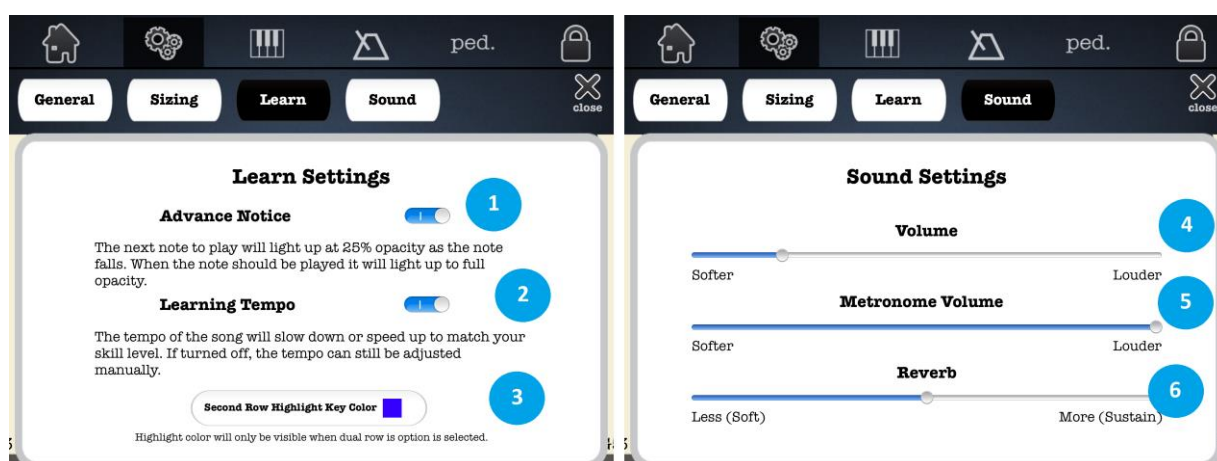 ped.
General Sizing Learn Sound close
Learn Settings
Advance Notice
1
The next note to play will light up at 25% opacity as the note
falls. When the note should be played it will light up to full
opacity.
Learning Tempo
2
The tempo of the song will slow down or speed up to match your
skill level. If turned off, the tempo can still be adjusted
manually.
Second Row Highlight Key Color
3
Highlight color will only be visible when dual row is option is selected.
ped.
General Sizing Learn Sound close
Sound Settings
Volume
4
Softer Louder
Metronome Volume
5
Softer Louder
Reverb
6
Less (Soft) More (Sustain)